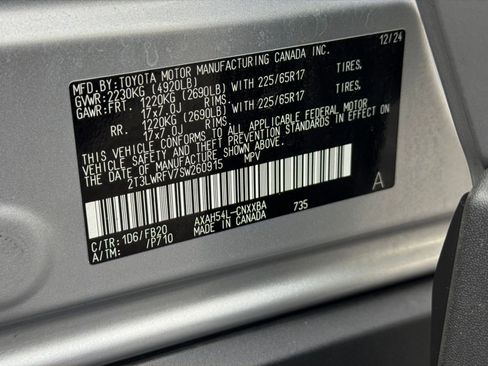 MFD. BY: TOYOTA MOTOR MANUFACTURING CANADA INC. 12/24
GVWR: 2230KG (4920LB)
GAWR: FRT. 1220KG (2690LB) WITH 225/65R17 TIRES,
17x7.0J RIMS,
RR. 1220KG (2690LB) WITH 225/65R17 TIRES,
17x7.0J RIMS,
THIS VEHICLE CONFORMS TO ALL APPLICABLE FEDERAL MOTOR
VEHICLE SAFETY AND THEFT PREVENTION STANDARDS IN EFFECT ON
THE DATE OF MANUFACTURE SHOWN ABOVE.
2T3LWRFV7SW260915 MPV
A
C/TR: 1D6/FB20 AXAH54L-CNXXBA 735
A/TM: /P710 MADE IN CANADA